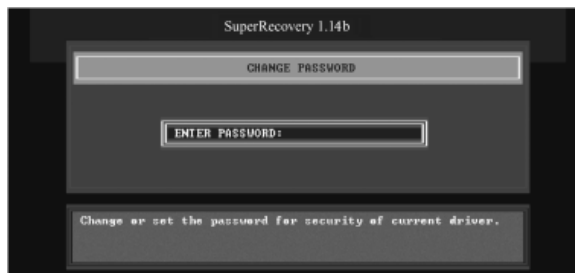 SuperRecovery 1.14b
CHANGE PASSWORD
ENTER PASSWORD:
Change or set the password for security of current driver.